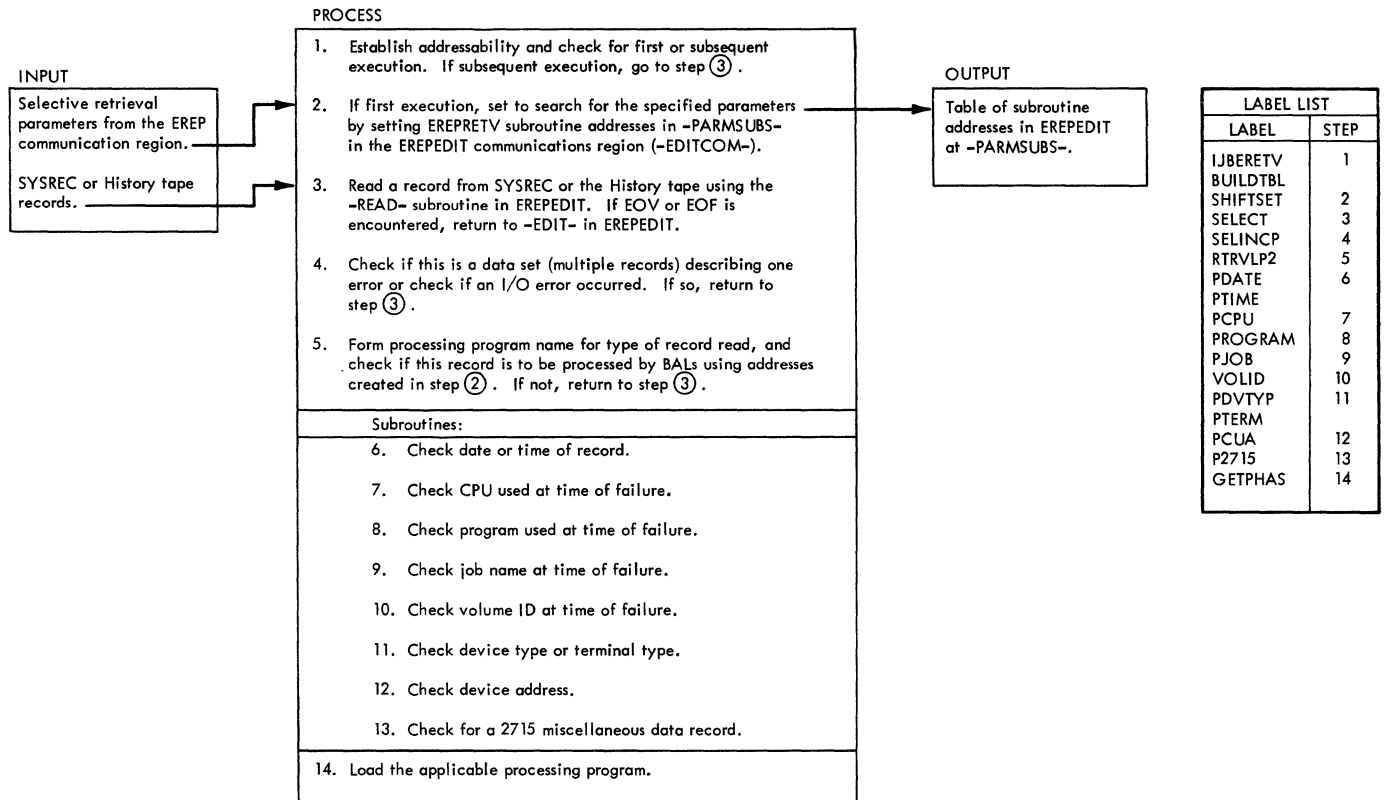 PROCESS
1. Establish addressability and check for first or subsequent
execution. If subsequent execution, go to step ③ .
2. If first execution, set to search for the specified parameters
by setting EREPRETV subroutine addresses in -PARMSUBS-
in the EREPEDIT communications region (-EDITCOM-).
3. Read a record from SYSREC or the History tape using the
-READ- subroutine in EREPEDIT. If EOV or EOF is
encountered, return to -EDIT- in EREPEDIT.
4. Check if this is a data set (multiple records) describing one
error or check if an I/O error occurred. If so, return to
step ③ .
5. Form processing program name for type of record read, and
check if this record is to be processed by BALs using addresses
created in step ② . If not, return to step ③ .
Subroutines:
6. Check date or time of record.
7. Check CPU used at time of failure.
8. Check program used at time of failure.
9. Check job name at time of failure.
10. Check volume ID at time of failure.
11. Check device type or terminal type.
12. Check device address.
13. Check for a 2715 miscellaneous data record.
14. Load the applicable processing program.
INPUT
Selective retrieval
parameters from the EREP
communication region.
SYSREC or History tape
records.
OUTPUT
Table of subroutine
addresses in EREPEDIT
at -PARMSUBS-.
LABEL LIST
LABEL STEP
IJBERETV 1
BUILDTBL
SHIFTSET 2
SELECT 3
SELINCP 4
RTRVLP2 5
PDATE 6
PTIME
PCPU 7
PROGRAM 8
PJOB 9
VOLID 10
PDVTYP 11
PTERM
PCUA 12
P2715 13
GETPHAS 14